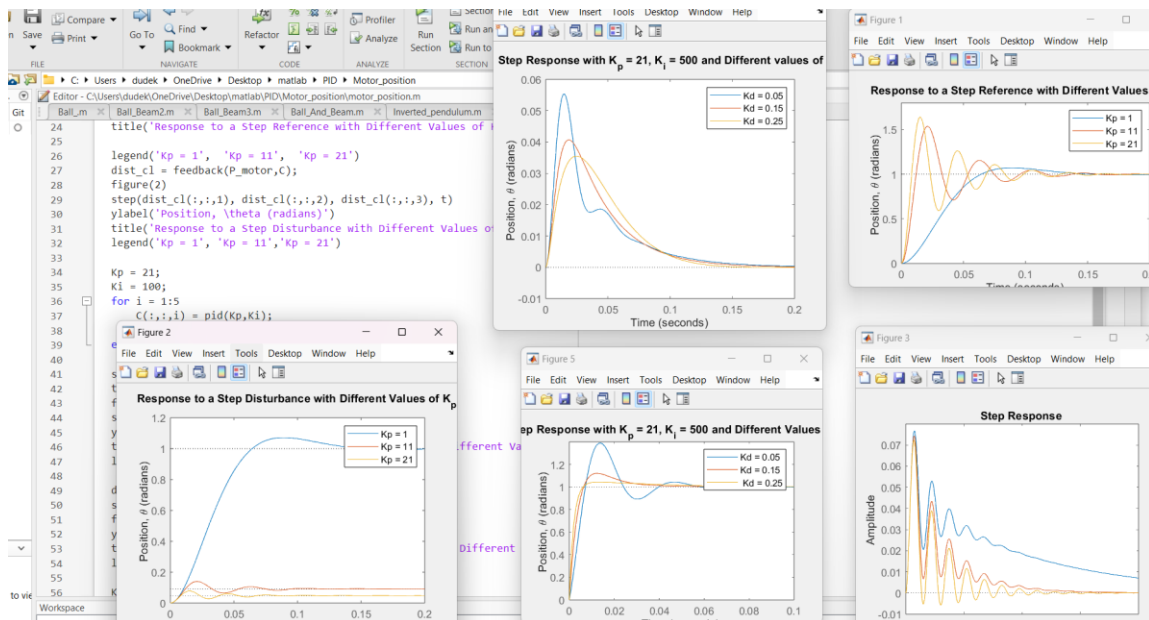 Save
Compare
Print
Go To
Find
Bookmark
Refactor
Profiler
Analyze
Run
Section
Run to
FILE
NAVIGATE
CODE
ANALYZE
SECTION
C: Users dudek OneDrive Desktop matlab PID Motor_position
Git
Editor - C:\Users\dudek\OneDrive\Desktop\matlab\PID\Motor_position\motor_position.m
Ball_.m Ball_Beam2.m Ball_Beam3.m Ball_And_Beam.m Inverted_pendulum.m
24 title('Response to a Step Reference with Different Values of
25
26 legend('Kp = 1', 'Kp = 11', 'Kp = 21')
27 dist_cl = feedback(P_motor,C);
28 figure(2)
29 step(dist_cl(:,:,1), dist_cl(:,:,2), dist_cl(:,:,3), t)
30 ylabel('Position, \theta (radians)')
31 title('Response to a Step Disturbance with Different Values
32 legend('Kp = 1', 'Kp = 11','Kp = 21')
33
34 Kp = 21;
35 Ki = 100;
36 for i = 1:5
37 C(:,:,i) = pid(Kp,Ki);
38
39 e
40
41 s
42 t
43 f
44 s
45 y
46 t ifferent Va
47 l
48
49 d
50 s
51 f
52 y
53 t Different
54 l
55
56 K
to vie
Workspace
File Edit View Insert Tools Desktop Window Help
Step Response with Kp = 21, Ki = 500 and Different values of
Kd = 0.05
Kd = 0.15
Kd = 0.25
Position, θ (radians)
0.06
0.05
0.04
0.03
0.02
0.01
0
-0.01
0 0.05 0.1 0.15 0.2
Time (seconds)
Figure 1
File Edit View Insert Tools Desktop Window Help
Response to a Step Reference with Different Values
Kp = 1
Kp = 11
Kp = 21
Position, θ (radians)
1.5
1
0.5
0
0 0.05 0.1 0.15 0.2
Time (seconds)
Figure 2
File Edit View Insert Tools Desktop Window Help
Response to a Step Disturbance with Different Values of Kp
Kp = 1
Kp = 11
Kp = 21
Position, θ (radians)
1.2
1
0.8
0.6
0.4
0.2
0
0 0.05 0.1 0.15 0.2
Figure 5
File Edit View Insert Tools Desktop Window Help
ep Response with Kp = 21, Ki = 500 and Different Values
Kd = 0.05
Kd = 0.15
Kd = 0.25
Position, θ (radians)
1.2
1
0.8
0.6
0.4
0.2
0
0 0.02 0.04 0.06 0.08 0.1
Figure 3
File Edit View Insert Tools Desktop Window Help
Step Response
Amplitude
0.07
0.06
0.05
0.04
0.03
0.02
0.01
0
-0.01